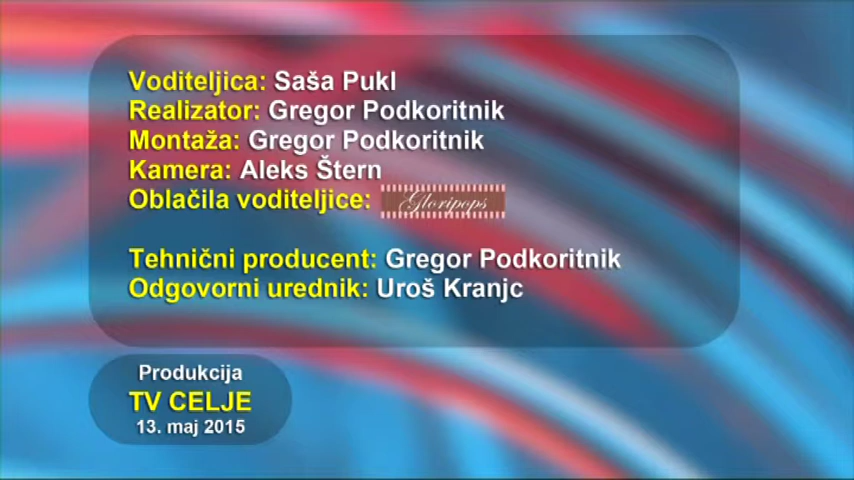 Voditeljica: Saša Pukl
Realizator: Gregor Podkoritnik
Montaža: Gregor Podkoritnik
Kamera: Aleks Štern
Oblačila voditeljice: Gloripops
Tehnični producent: Gregor Podkoritnik
Odgovorni urednik: Uroš Kranjc
Produkcija
TV CELJE
13. maj 2015